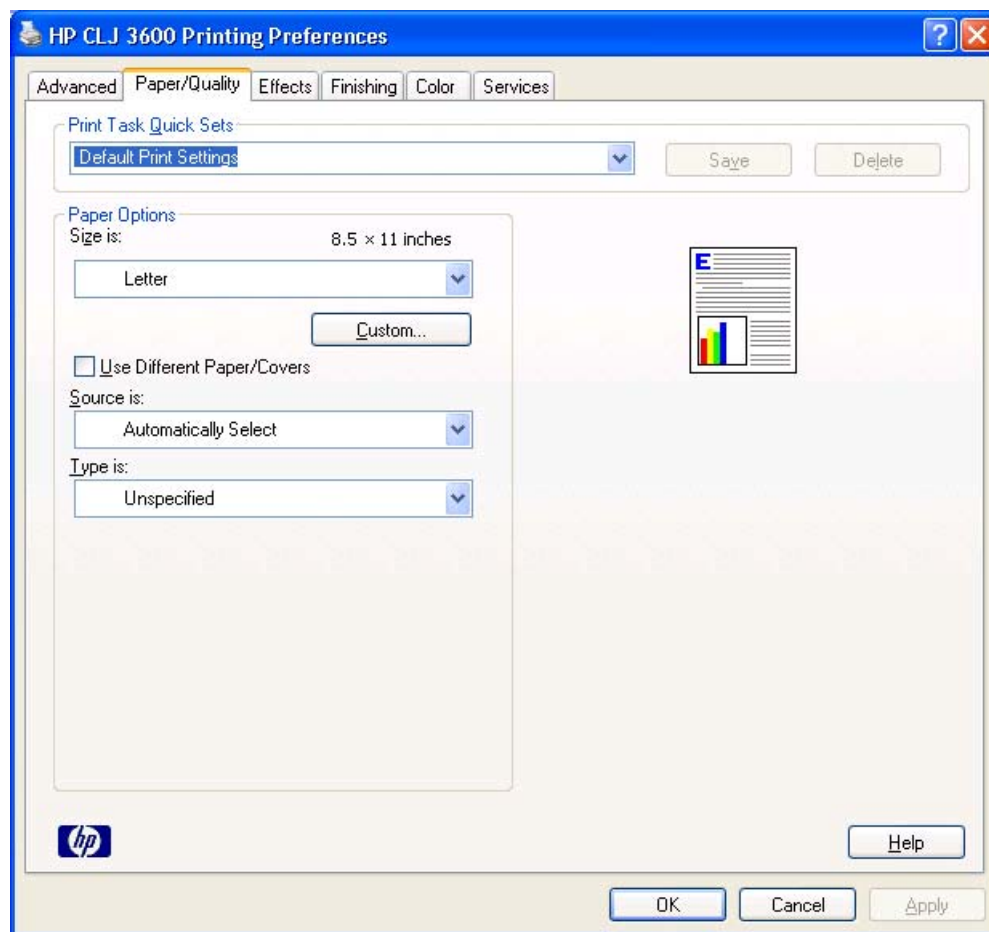 HP CLJ 3600 Printing Preferences
Advanced Paper/Quality Effects Finishing Color Services
Print Task Quick Sets
Default Print Settings Save Delete
Paper Options
Size is: 8.5 × 11 inches
E
Letter
Custom...
Use Different Paper/Covers
Source is:
Automatically Select
Type is:
Unspecified
hp Help
OK Cancel Apply